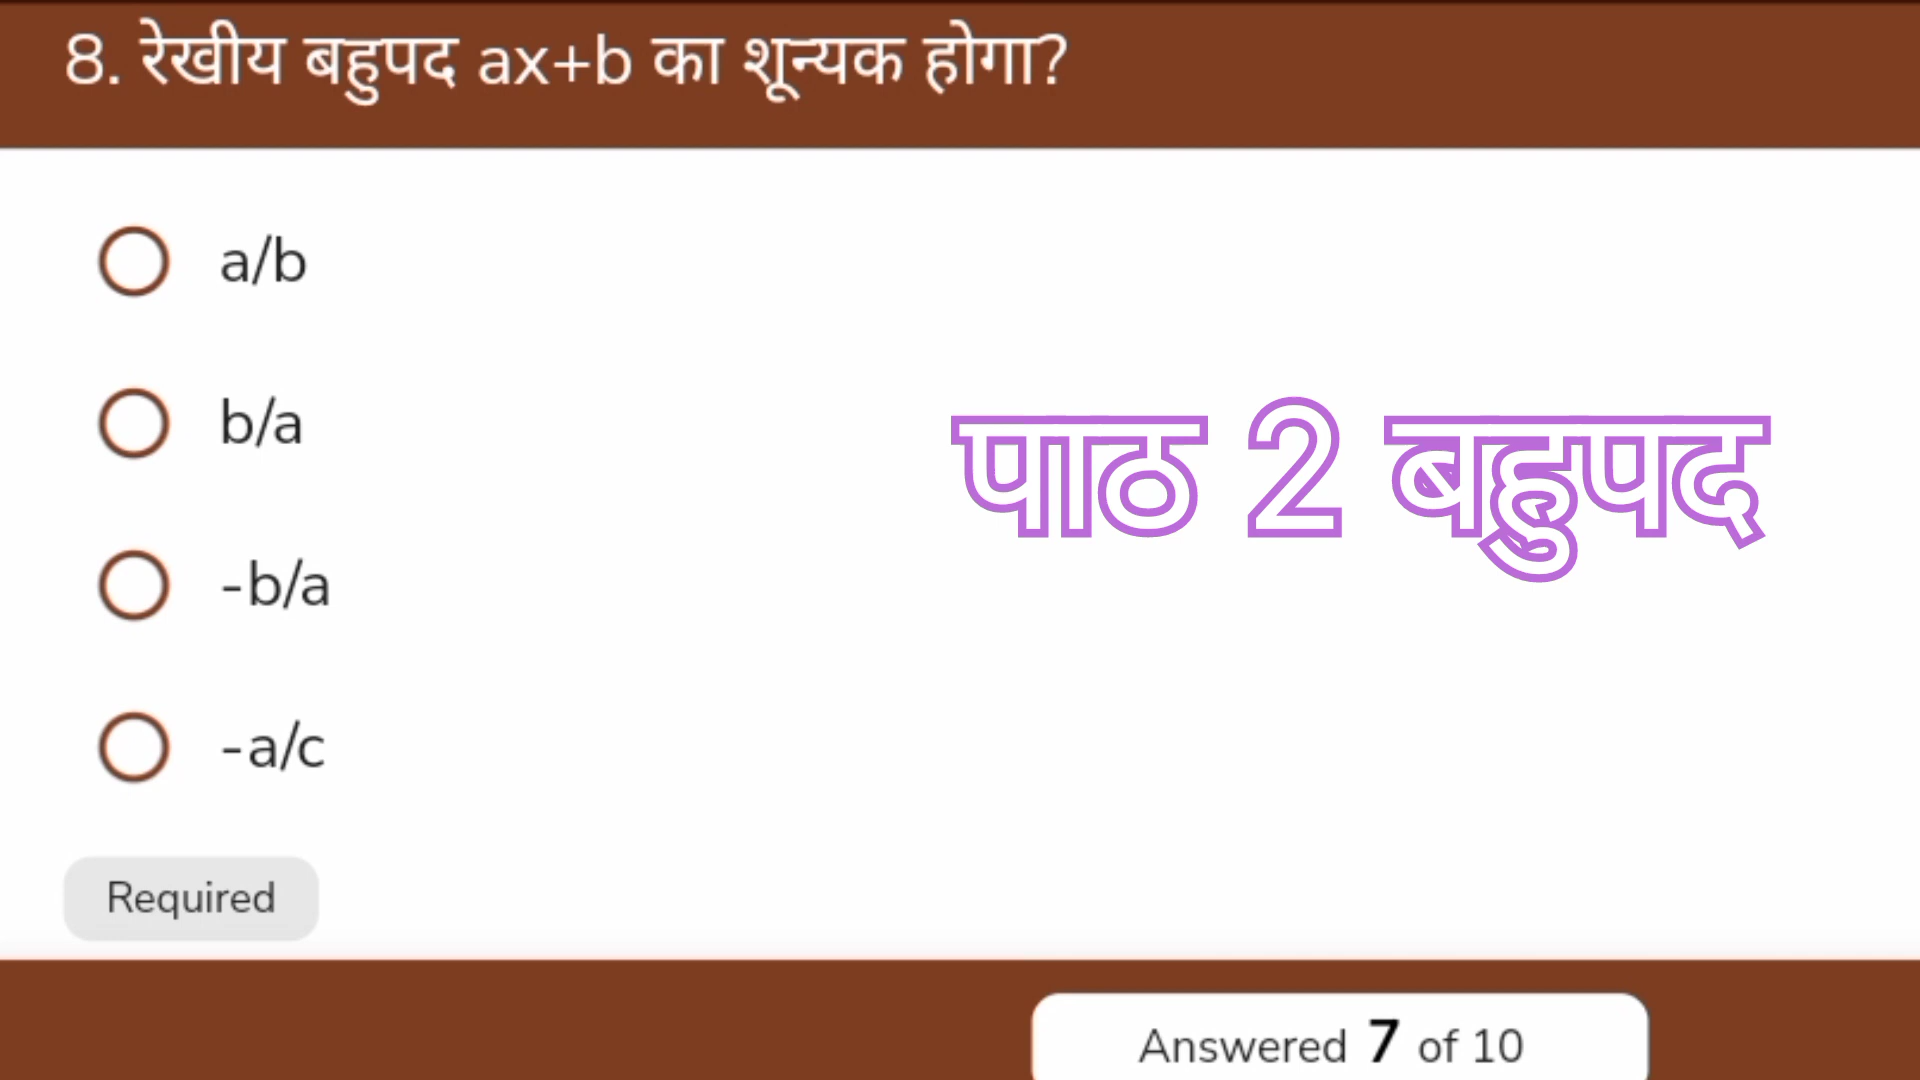 8. रेखीय बहुपद ax+b का शून्यक होगा?
a/b
b/a
-b/a
-a/c
पाठ 2 बहुपद
Required
Answered 7 of 10